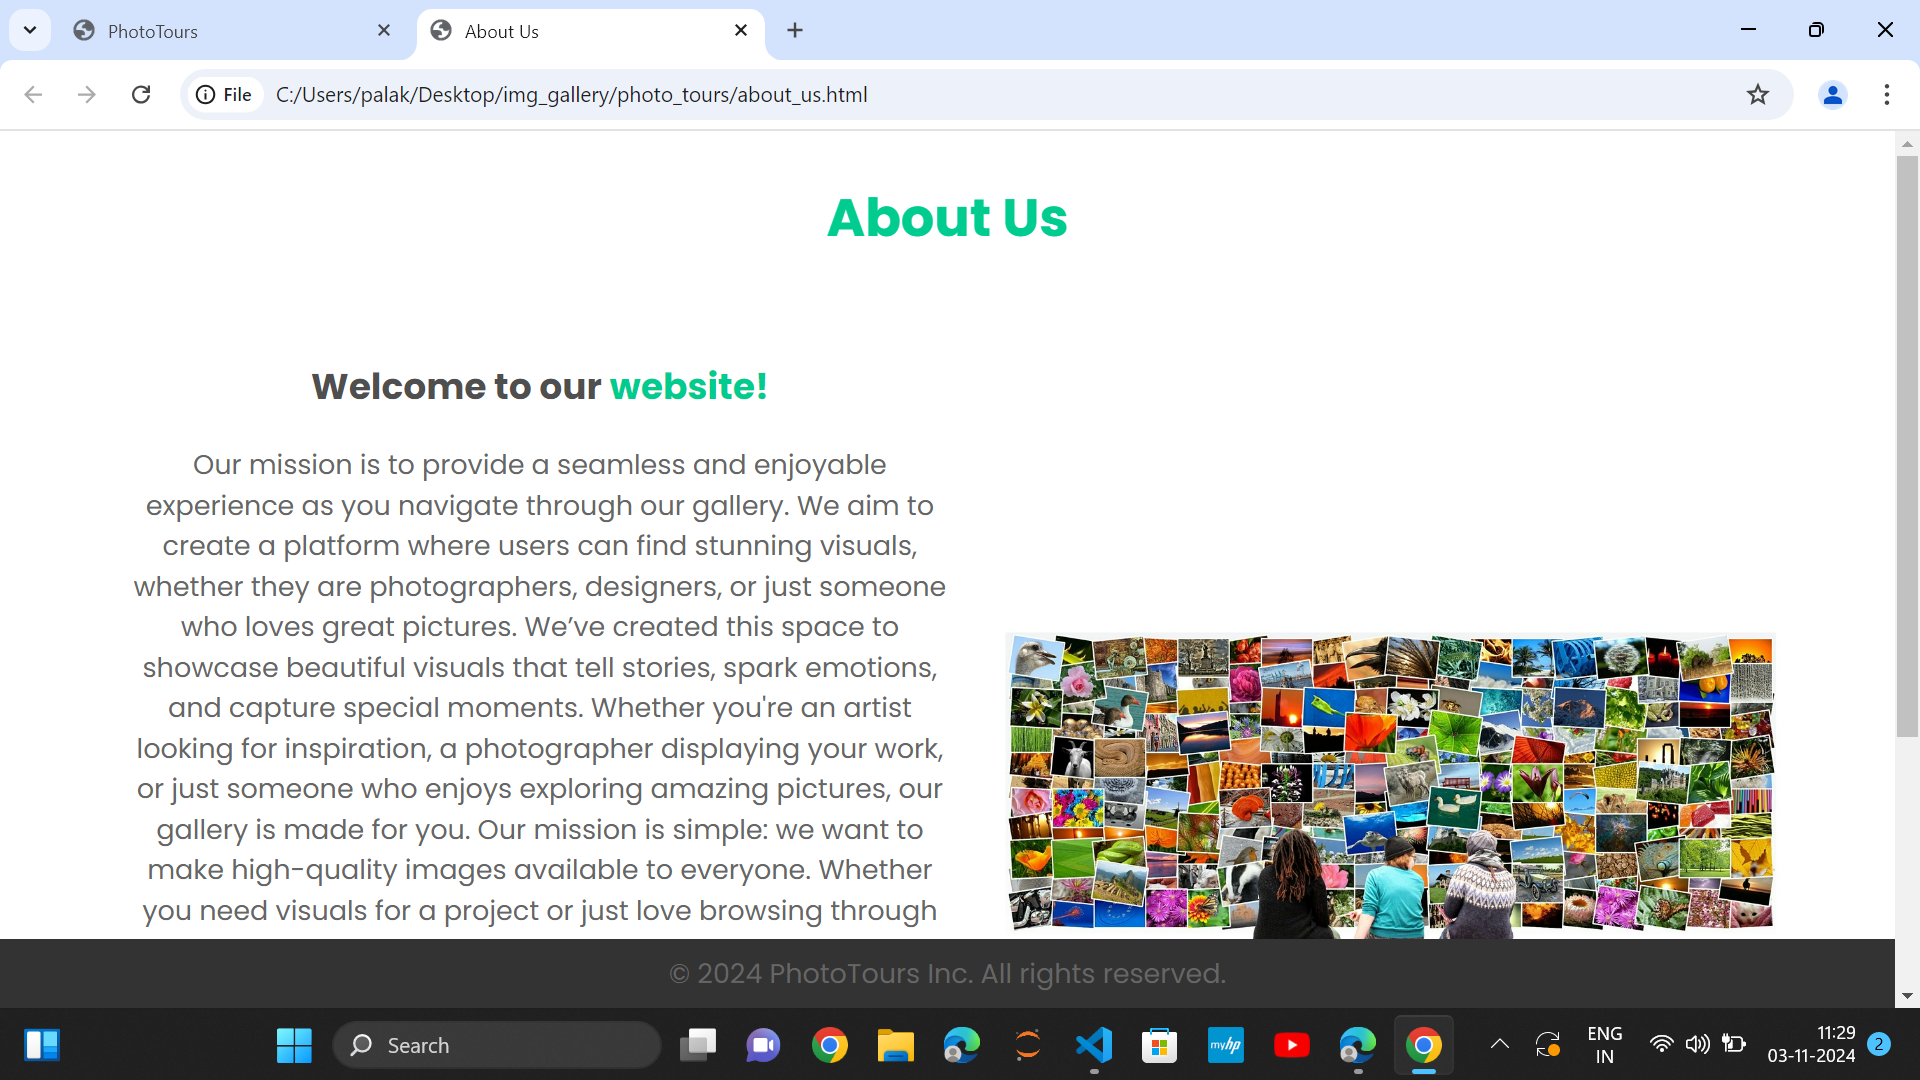 PhotoTours
About Us
File
C:/Users/palak/Desktop/img_gallery/photo_tours/about_us.html
About Us
Welcome to our website!
Our mission is to provide a seamless and enjoyable
experience as you navigate through our gallery. We aim to
create a platform where users can find stunning visuals,
whether they are photographers, designers, or just someone
who loves great pictures. We’ve created this space to
showcase beautiful visuals that tell stories, spark emotions,
and capture special moments. Whether you're an artist
looking for inspiration, a photographer displaying your work,
or just someone who enjoys exploring amazing pictures, our
gallery is made for you. Our mission is simple: we want to
make high-quality images available to everyone. Whether
you need visuals for a project or just love browsing through
© 2024 PhotoTours Inc. All rights reserved.
Search
myhp
ENG
IN
11:29
03-11-2024
2